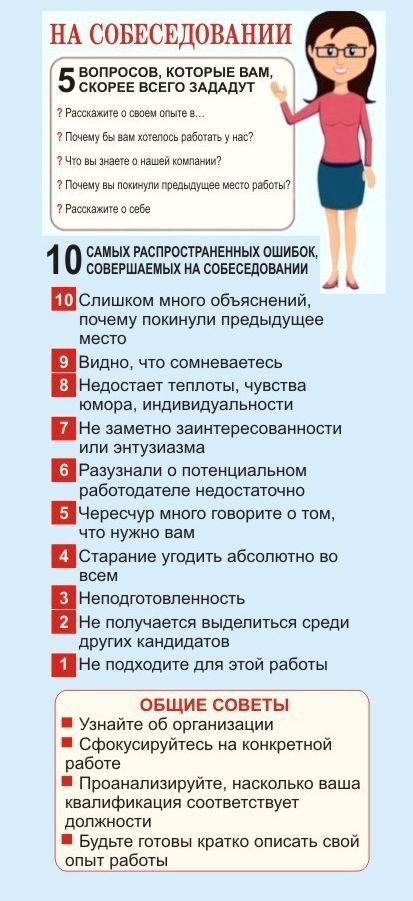 НА СОБЕСЕДОВАНИИ
5 ВОПРОСОВ, КОТОРЫЕ ВАМ,
СКОРЕЕ ВСЕГО ЗАДАДУТ
? Расскажите о своем опыте в...
? Почему бы вам хотелось работать у нас?
? Что вы знаете о нашей компании?
? Почему вы покинули предыдущее место работы?
? Расскажите о себе
10 САМЫХ РАСПРОСТРАНЕННЫХ ОШИБОК,
СОВЕРШАЕМЫХ НА СОБЕСЕДОВАНИИ
10 Слишком много объяснений,
почему покинули предыдущее
место
9 Видно, что сомневаетесь
8 Недостает теплоты, чувства
юмора, индивидуальности
7 Не заметно заинтересованности
или энтузиазма
6 Разузнали о потенциальном
работодателе недостаточно
5 Чересчур много говорите о том,
что нужно вам
4 Старание угодить абсолютно во
всем
3 Неподготовленность
2 Не получается выделиться среди
других кандидатов
1 Не подходите для этой работы
ОБЩИЕ СОВЕТЫ
Узнайте об организации
Сфокусируйтесь на конкретной
работе
Проанализируйте, насколько ваша
квалификация соответствует
должности
Будьте готовы кратко описать свой
опыт работы